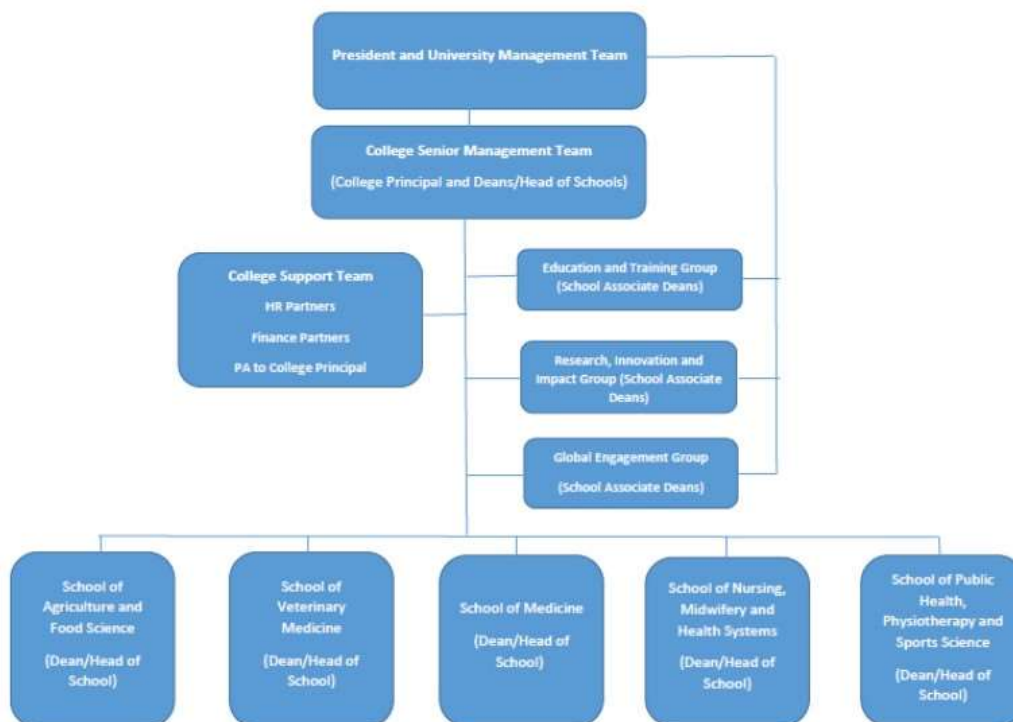 President and University Management Team
College Senior Management Team
(College Principal and Deans/Head of Schools)
College Support Team
HR Partners
Finance Partners
PA to College Principal
Education and Training Group
(School Associate Deans)
Research, Innovation and
Impact Group (School Associate
Deans)
Global Engagement Group
(School Associate Deans)
School of
Agriculture and
Food Science
(Dean/Head of
School)
School of
Veterinary
Medicine
(Dean/Head of
School)
School of Medicine
(Dean/Head of
School)
School of Nursing,
Midwifery and
Health Systems
(Dean/Head of
School)
School of Public
Health,
Physiotherapy and
Sports Science
(Dean/Head of
School)